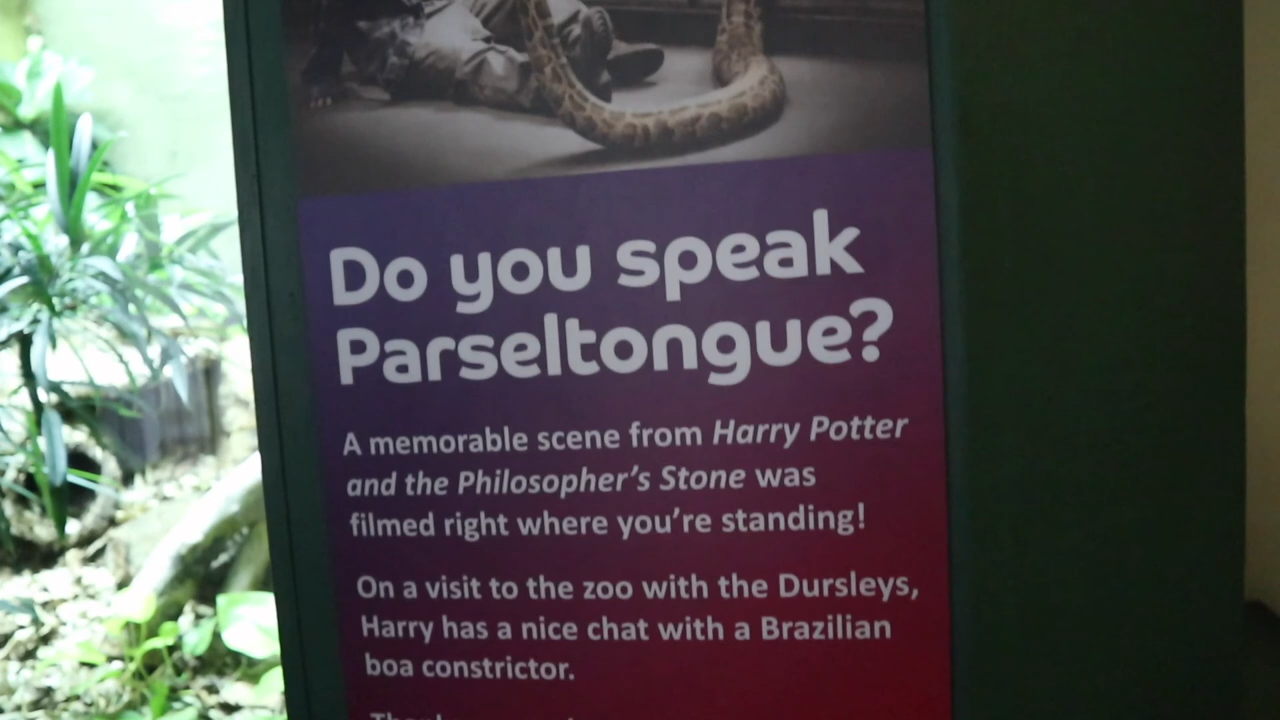 Do you speak
Parseltongue?
A memorable scene from Harry Potter
and the Philosopher's Stone was
filmed right where you're standing!
On a visit to the zoo with the Dursleys,
Harry has a nice chat with a Brazilian
boa constrictor.